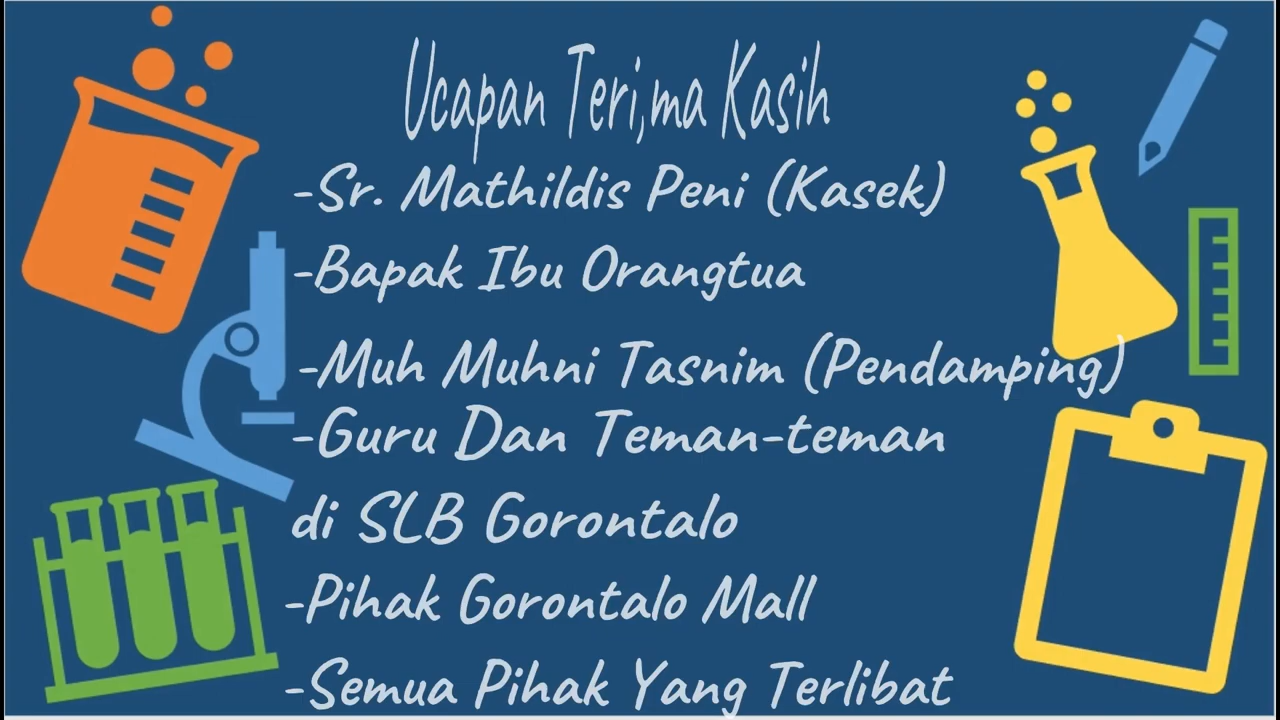 Ucapan Teri,ma Kasih
-Sr. Mathildis Peni (Kasek)
-Bapak Ibu Orangtua
-Muh Muhni Tasnim (Pendamping)
-Guru Dan Teman-teman
di SLB Gorontalo
-Pihak Gorontalo Mall
-Semua Pihak Yang Terlibat